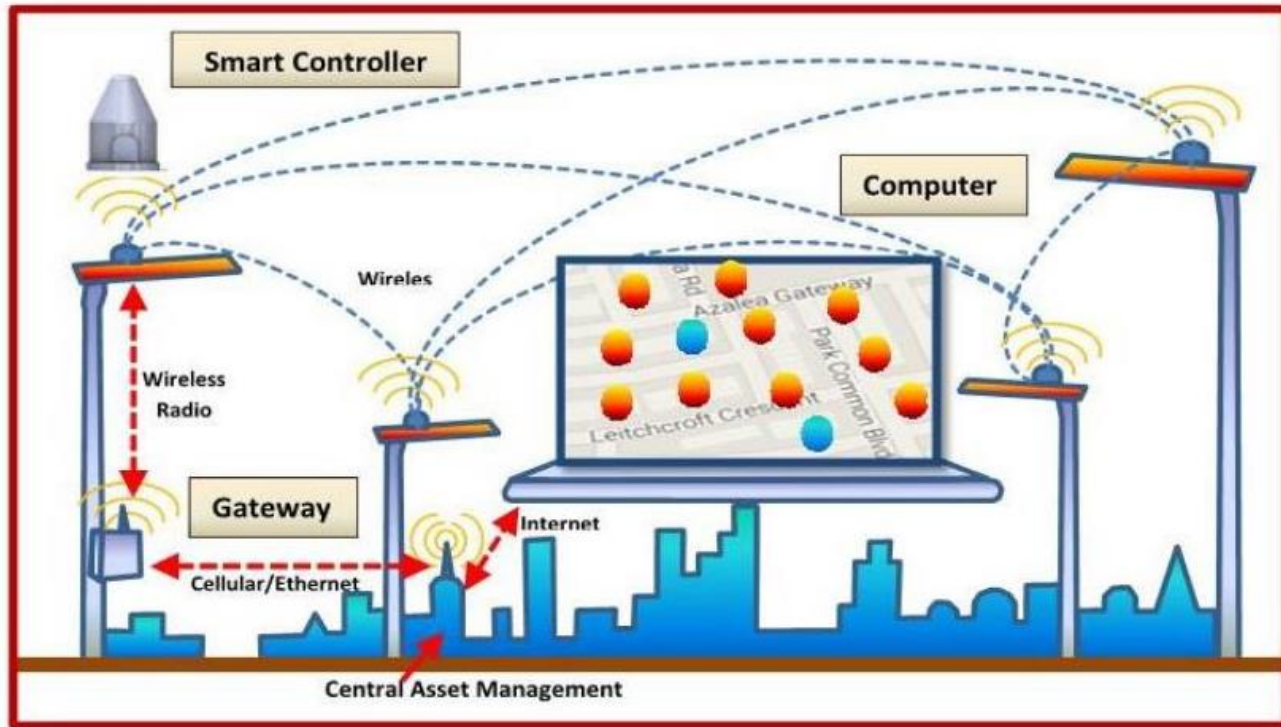 Smart Controller
Computer
Wireles
Wireless
Radio
Gateway
Cellular/Ethernet
Internet
a Rd
Azalea Gateway
Park Common Blvd
Leitchcroft Crescent
Central Asset Management